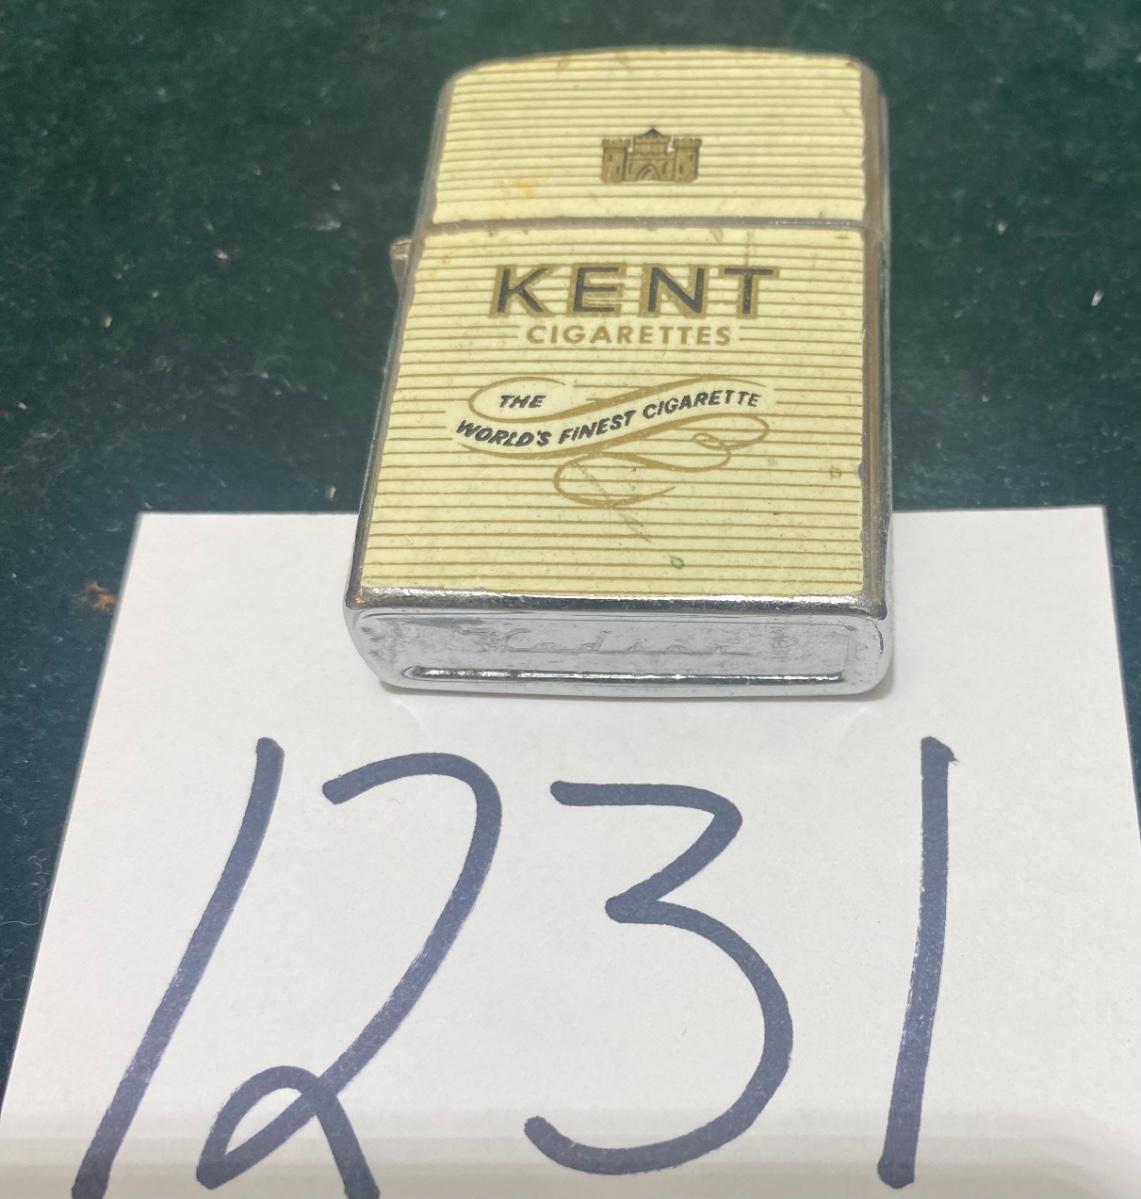 KENT
CIGARETTES
THE
WORLD'S FINEST CIGARETTE
1231